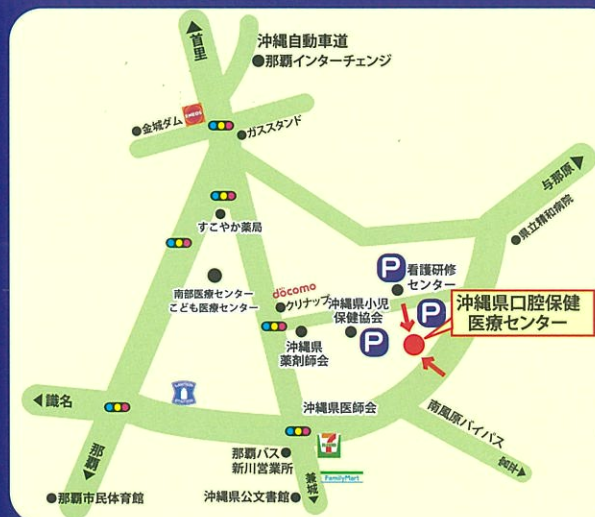 首里
沖縄自動車道
那覇インターチェンジ
金城ダム
ENEOS
ガススタンド
与那原
県立精和病院
すこやか薬局
看護研修
センター
P
南部医療センター
こども医療センター
döcomo
クリナップ
沖縄県小児
保健協会
P
P
沖縄県口腔保健
医療センター
沖縄県
薬剤師会
識名
沖縄県医師会
南風原バイパス
那覇
那覇バス
新川営業所
FamilyMart
兼城
那覇市民体育館
沖縄県公文書館